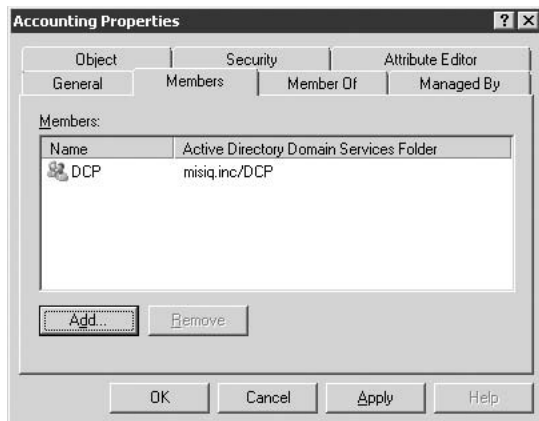 Accounting Properties
Object Security Attribute Editor
General Members Member Of Managed By
Members:
Name Active Directory Domain Services Folder
DCP misiq.inc/DCP
Add... Remove
OK Cancel Apply Help